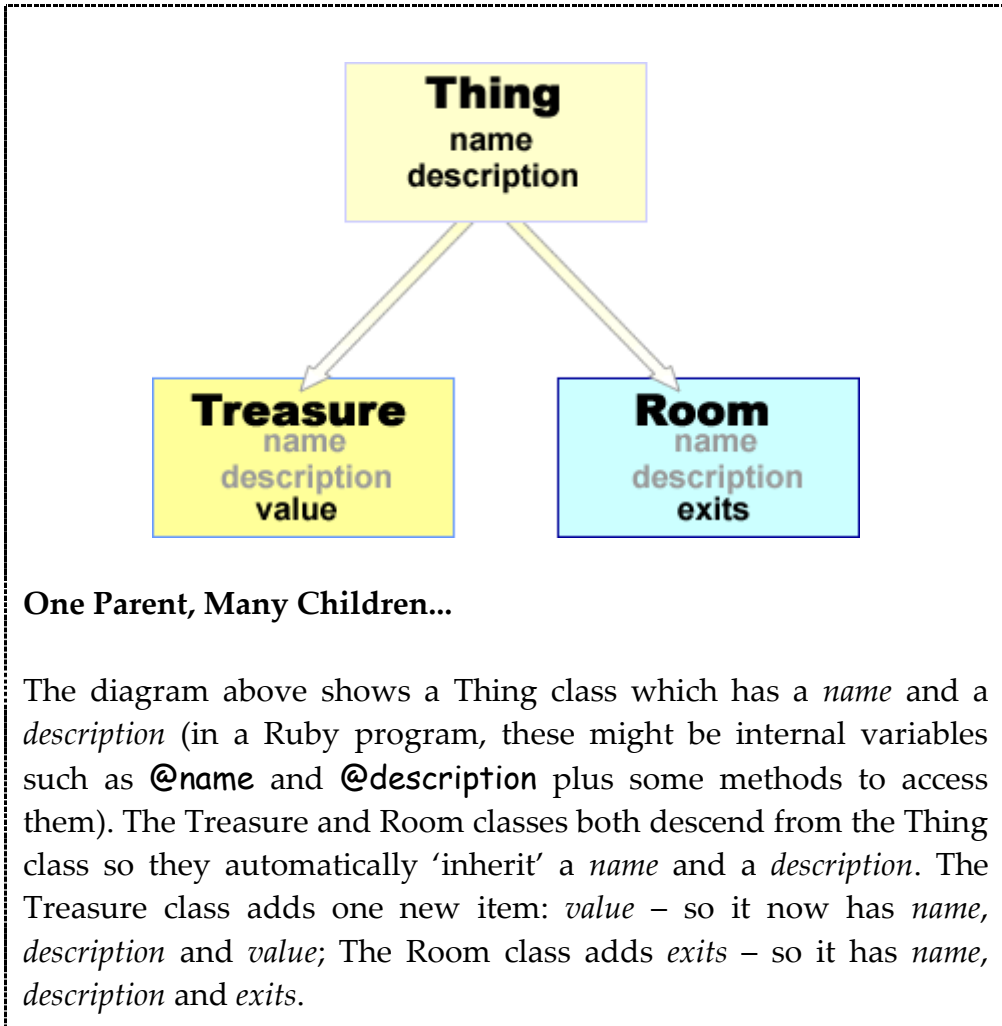 Thing
name
description
Treasure
name
description
value
Room
name
description
exits
One Parent, Many Children...
The diagram above shows a Thing class which has a name and a
description (in a Ruby program, these might be internal variables
such as @name and @description plus some methods to access
them). The Treasure and Room classes both descend from the Thing
class so they automatically ‘inherit’ a name and a description. The
Treasure class adds one new item: value – so it now has name,
description and value; The Room class adds exits – so it has name,
description and exits.